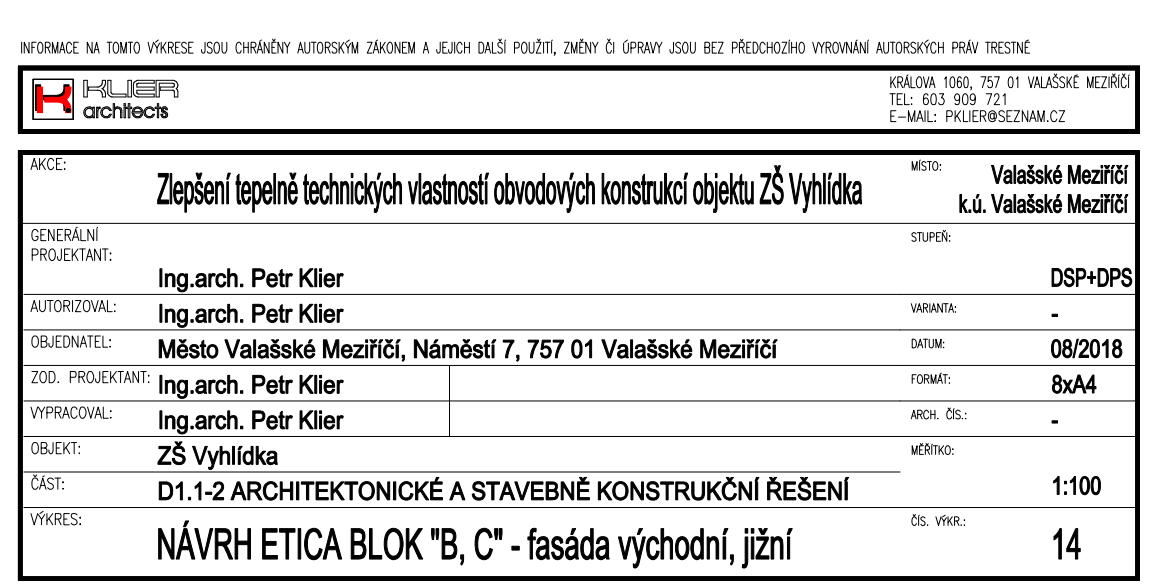 INFORMACE NA TOMTO VÝKRESE JSOU CHRÁNĚNY AUTORSKÝM ZÁKONEM A JEJICH DALŠÍ POUŽITÍ, ZMĚNY ČI ÚPRAVY JSOU BEZ PŘEDCHOZÍHO VYROVNÁNÍ AUTORSKÝCH PRÁV TRESTNÉ
KLIER
architects
KRÁLOVA 1060, 757 01 VALAŠSKÉ MEZIŘÍČÍ
TEL: 603 909 721
E-MAIL: PKLIER@SEZNAM.CZ
AKCE:
Zlepšení tepelně technických vlastností obvodových konstrukcí objektu ZŠ Vyhlídka
MÍSTO:
Valašské Meziříčí
k.ú. Valašské Meziříčí
GENERÁLNÍ
PROJEKTANT:
Ing.arch. Petr Klier
STUPEŇ:
DSP+DPS
AUTORIZOVAL:
Ing.arch. Petr Klier
VARIANTA:
-
OBJEDNATEL:
Město Valašské Meziříčí, Náměstí 7, 757 01 Valašské Meziříčí
DATUM:
08/2018
ZOD. PROJEKTANT:
Ing.arch. Petr Klier
FORMÁT:
8xA4
VYPRACOVAL:
Ing.arch. Petr Klier
ARCH. ČÍS.:
-
OBJEKT:
ZŠ Vyhlídka
MĚŘÍTKO:
1:100
ČÁST:
D1.1-2 ARCHITEKTONICKÉ A STAVEBNĚ KONSTRUKČNÍ ŘEŠENÍ
VÝKRES:
NÁVRH ETICA BLOK "B, C" - fasáda východní, jižní
ČÍS. VÝKR.:
14